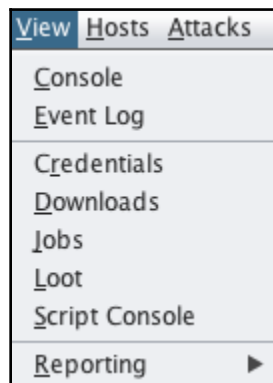 View Hosts Attacks
Console
Event Log
Credentials
Downloads
Jobs
Loot
Script Console
Reporting